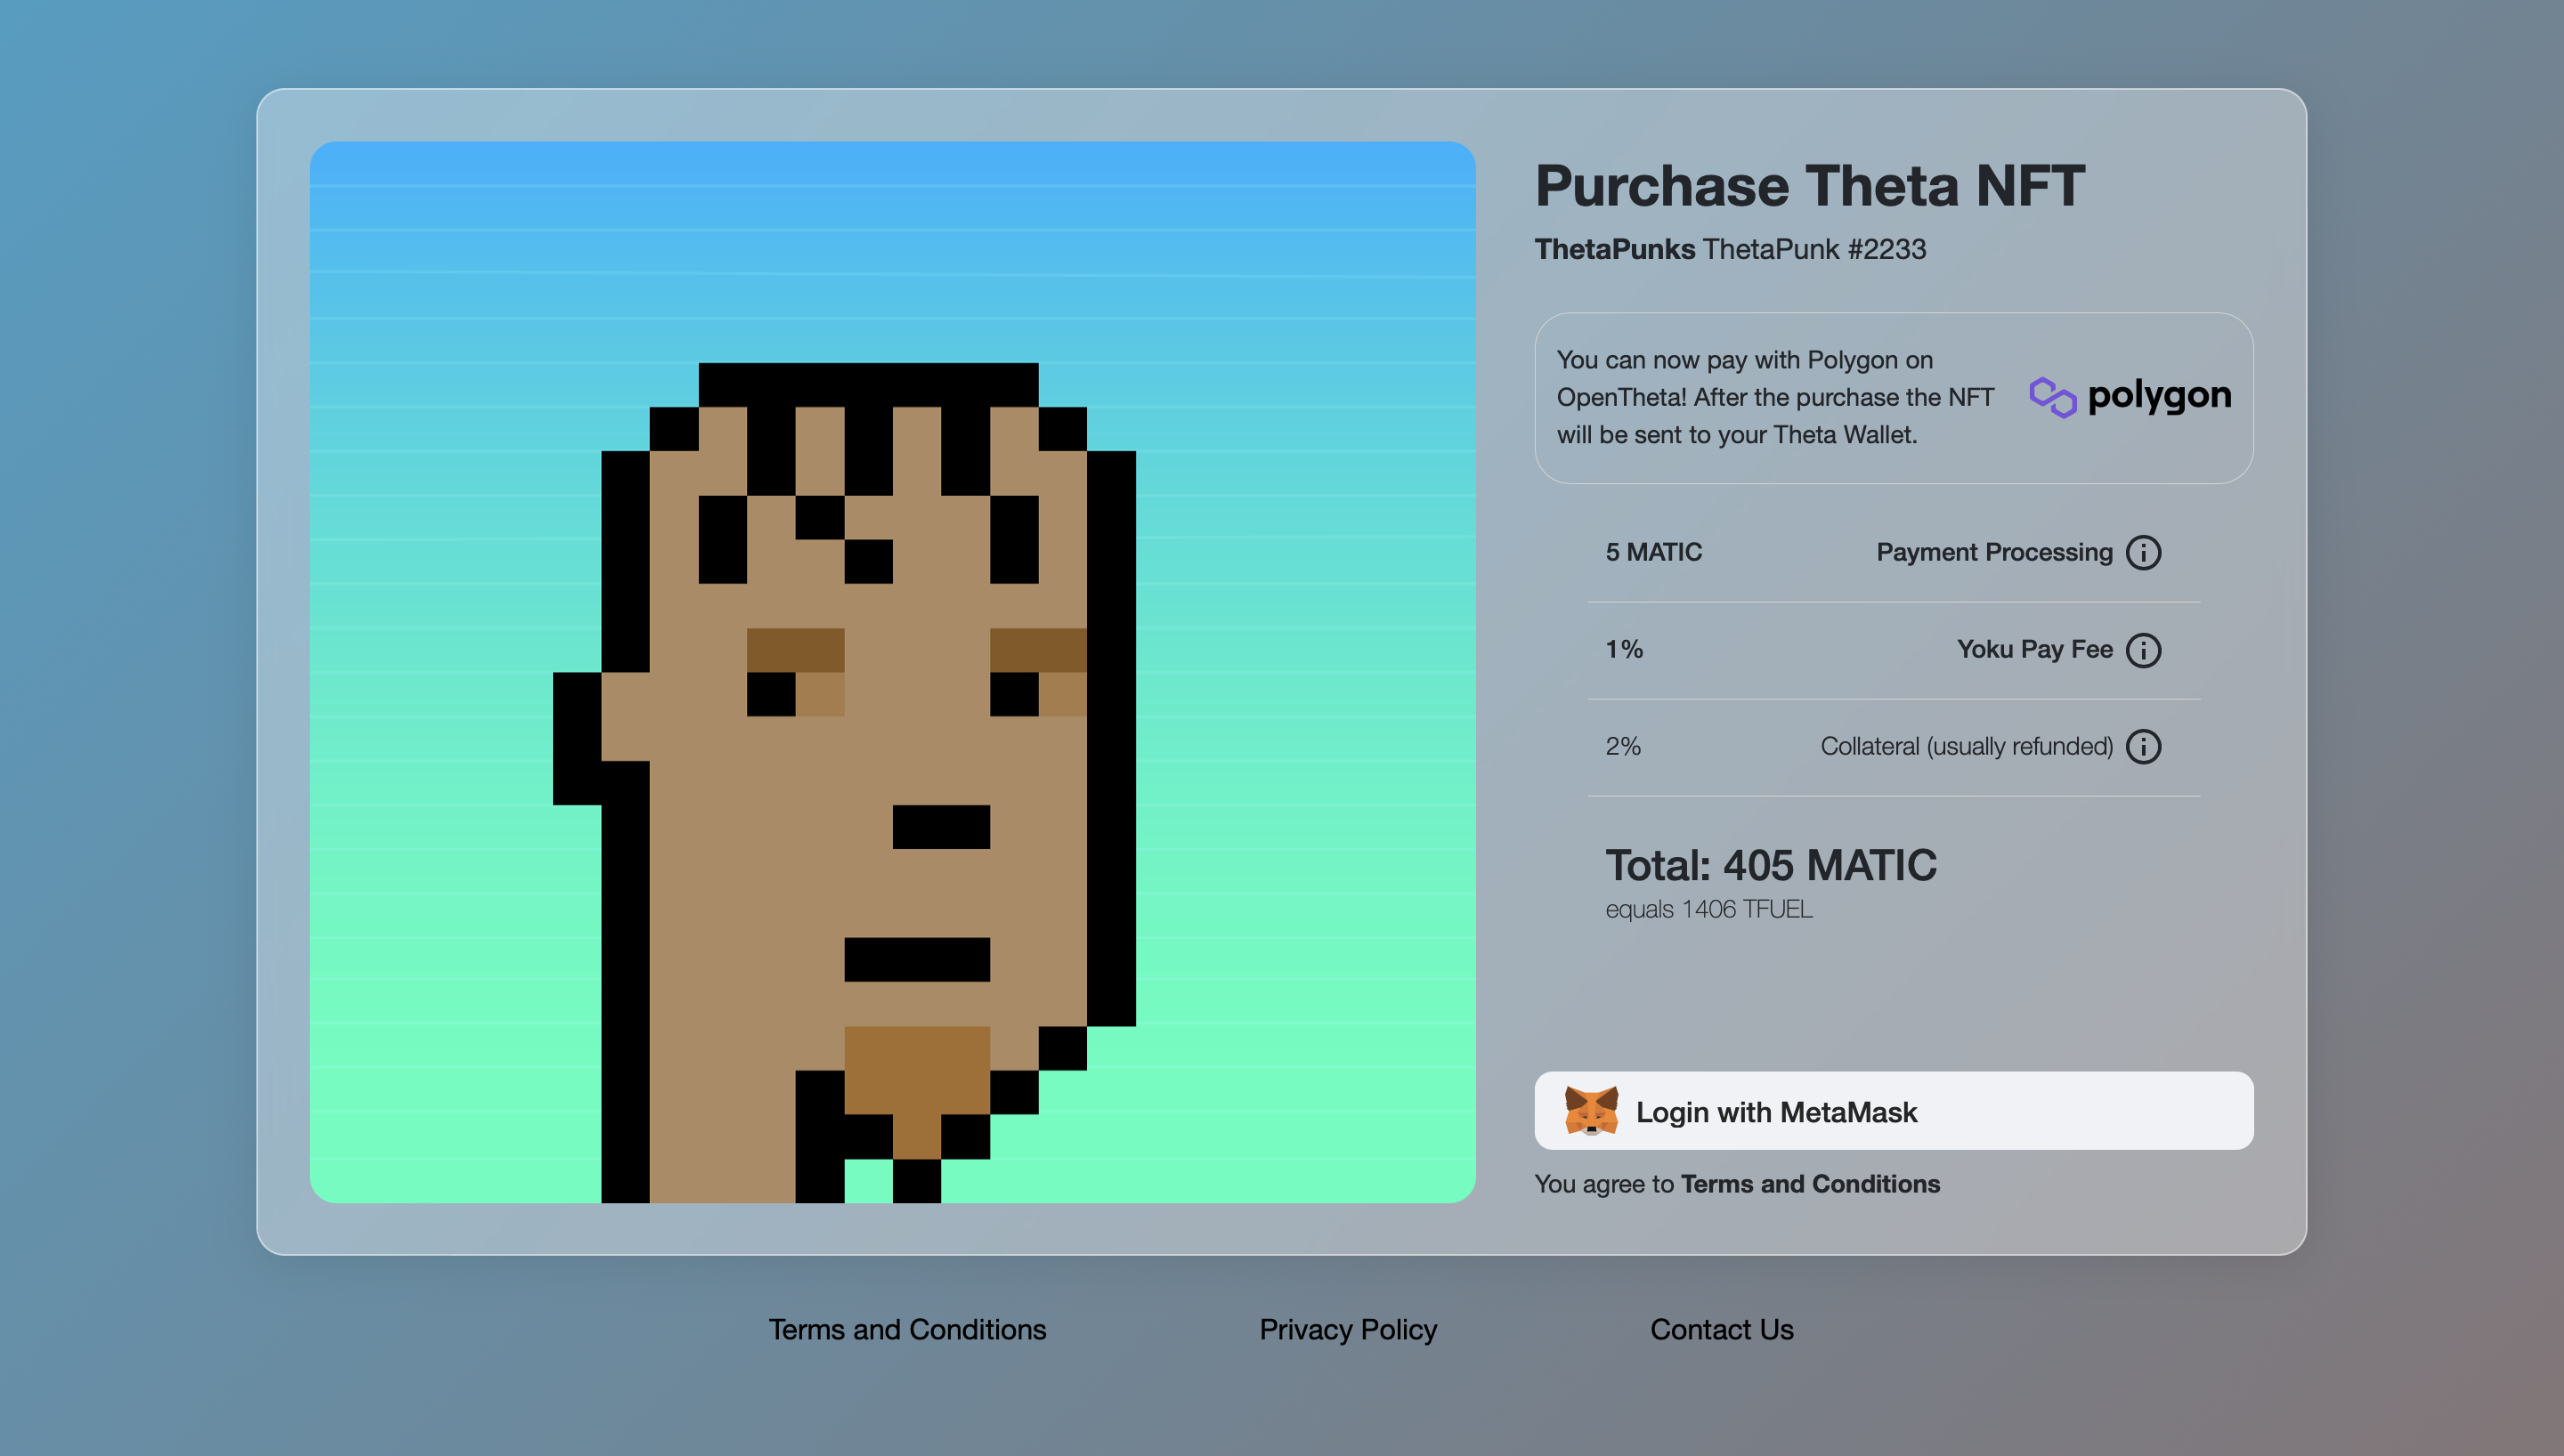 Purchase Theta NFT
ThetaPunks ThetaPunk #2233
You can now pay with Polygon on
OpenTheta! After the purchase the NFT
will be sent to your Theta Wallet.
polygon
5 MATIC Payment Processing
1% Yoku Pay Fee
2% Collateral (usually refunded)
Total: 405 MATIC
equals 1406 TFUEL
Login with MetaMask
You agree to Terms and Conditions
Terms and Conditions Privacy Policy Contact Us